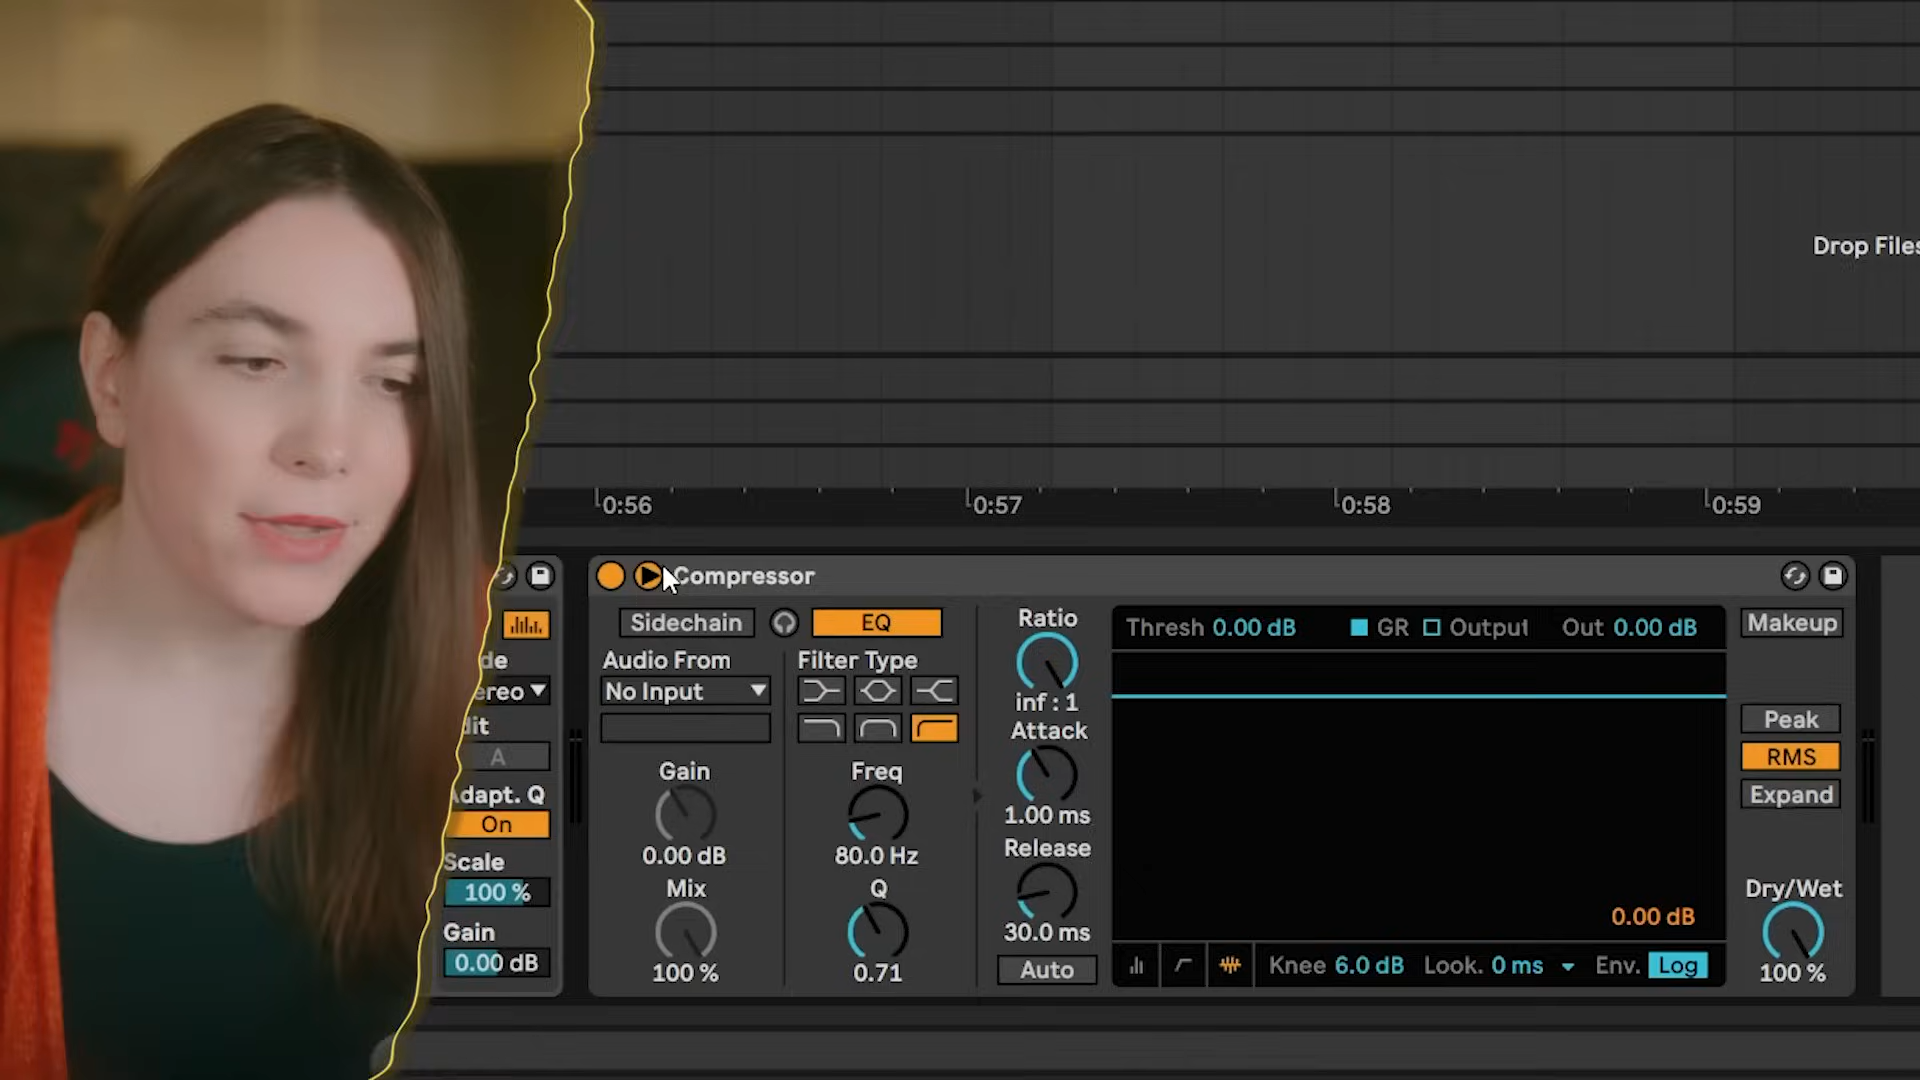 Drop Files
0:56
0:57
0:58
0:59
Compressor
Sidechain
EQ
Audio From
No Input
Gain
0.00 dB
Mix
100 %
Filter Type
Freq
80.0 Hz
Q
0.71
Ratio
inf : 1
Attack
1.00 ms
Release
30.0 ms
Auto
Thresh 0.00 dB
GR
Output
Out 0.00 dB
0.00 dB
Knee 6.0 dB
Look. 0 ms
Env. Log
Makeup
Peak
RMS
Expand
Dry/Wet
100 %
de
ereo
dit
A
Adapt. Q
On
Scale
100 %
Gain
0.00 dB